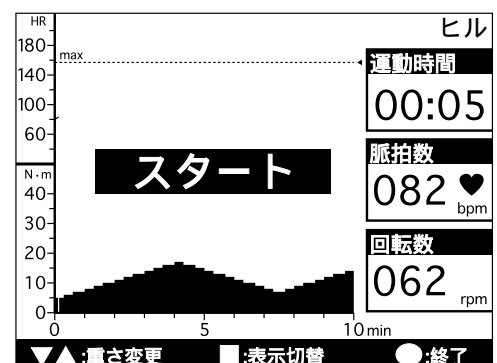 HR
ヒル
180
max
140
100
60
運動時間
00:05
スタート
脈拍数
082
bpm
N·m
40
30
20
10
0
回転数
062
rpm
0 5 10 min
▼▲:重さ変更 ■:表示切替 ●:終了